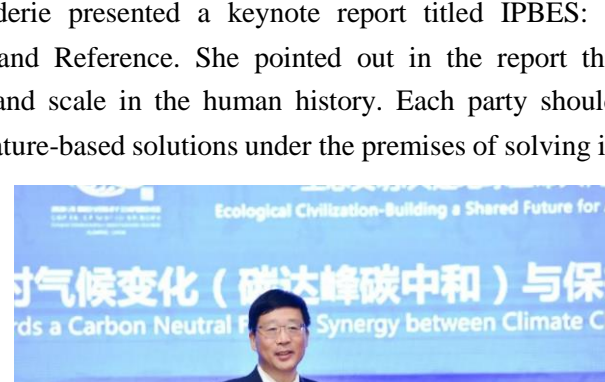 derie presented a keynote report titled IPBES:
and Reference. She pointed out in the report th
and scale in the human history. Each party shoul
ature-based solutions under the premises of solving i
Ecological Civilization-Building a Shared Future for
对气候变化（碳达峰碳中和）与保
rds a Carbon Neutral Synergy between Climate C